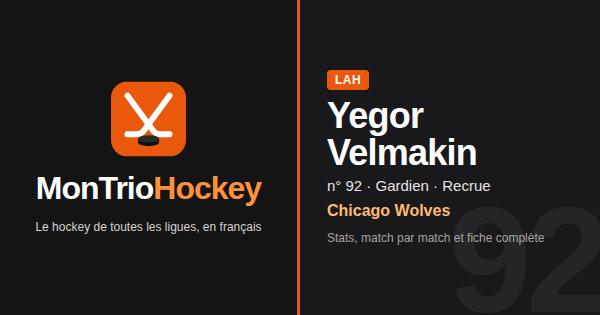 MonTrioHockey
Le hockey de toutes les ligues, en français
LAH
Yegor
Velmakin
n° 92 · Gardien · Recrue
Chicago Wolves
Stats, match par match et fiche complète
92